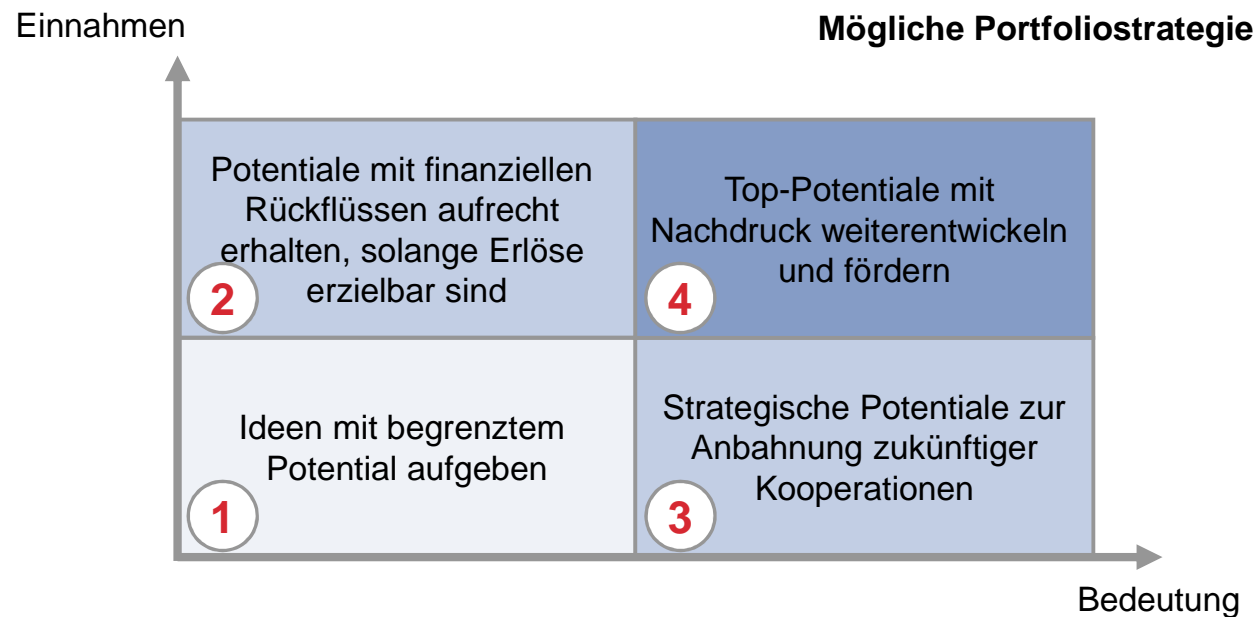 Einnahmen
Mögliche Portfoliostrategie
Potentiale mit finanziellen
Rückflüssen aufrecht
erhalten, solange Erlöse
erzielbar sind
2
Top-Potentiale mit
Nachdruck weiterentwickeln
und fördern
4
Ideen mit begrenztem
Potential aufgeben
1
Strategische Potentiale zur
Anbahnung zukünftiger
Kooperationen
3
Bedeutung